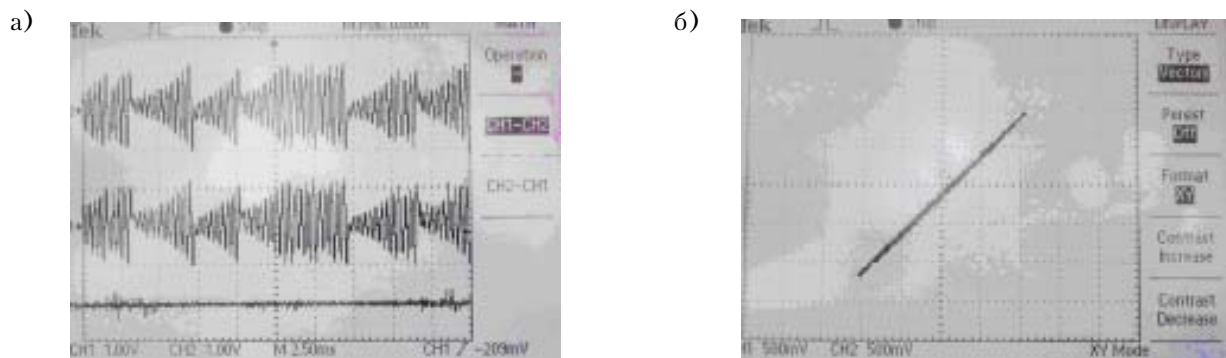 а)
б)
Tek
Operation
CH1-CH2
CH2-CH1
CH1 1.00V CH2 1.00V M 2.50ms CH1 / -209mV
Tek
DISPLAY
Type
Vectors
Persist
Off
Format
XY
Contrast
Increase
Contrast
Decrease
500mV CH2 500mV XY Mode